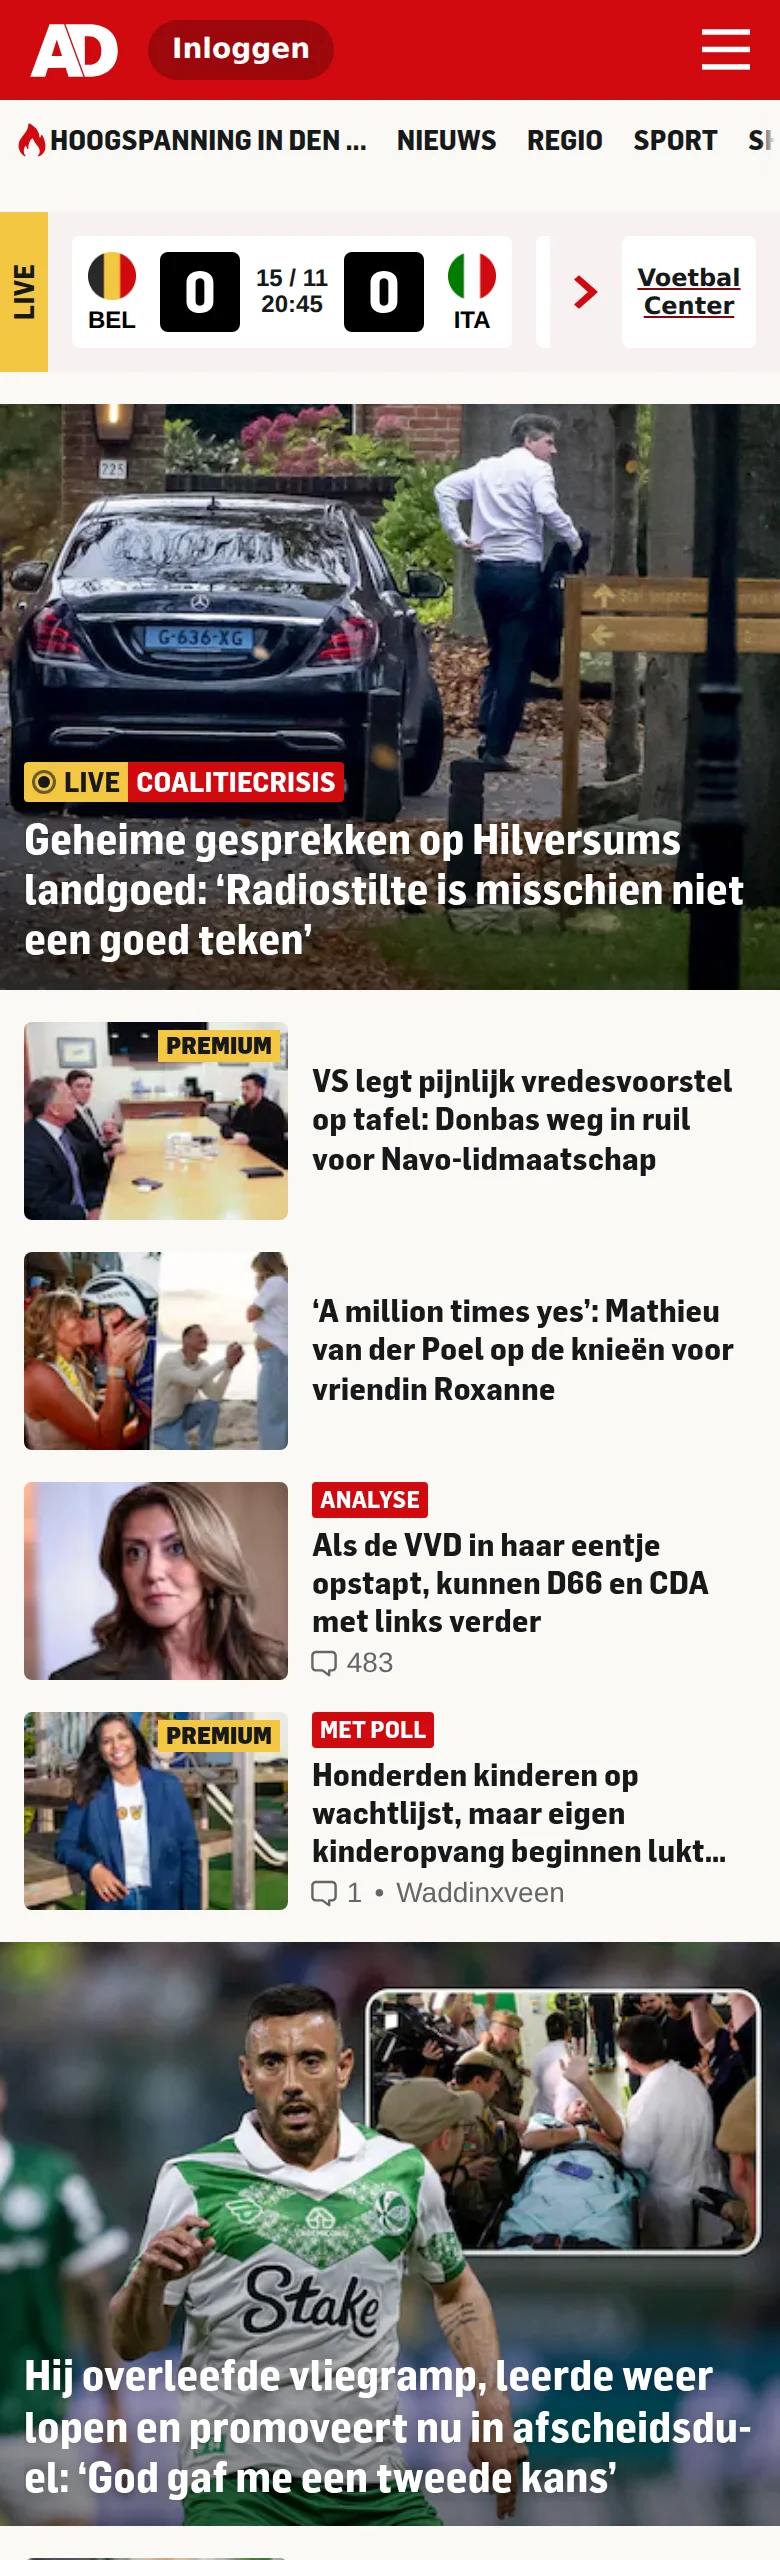 AD
Inloggen
HOOGSPANNING IN DEN ...
NIEUWS
REGIO
SPORT
LIVE
BEL
0
15 / 11
20:45
0
ITA
Voetbal
Center
225
G-636-XG
LIVE
COALITIECRISIS
Geheime gesprekken op Hilversums
landgoed: ‘Radiostilte is misschien niet
een goed teken’
PREMIUM
VS legt pijnlijk vredesvoorstel
op tafel: Donbas weg in ruil
voor Navo-lidmaatschap
‘A million times yes’: Mathieu
van der Poel op de knieën voor
vriendin Roxanne
ANALYSE
Als de VVD in haar eentje
opstapt, kunnen D66 en CDA
met links verder
483
PREMIUM
MET POLL
Honderden kinderen op
wachtlijst, maar eigen
kinderopvang beginnen lukt...
1 • Waddinxveen
Stake
Hij overleefde vliegramp, leerde weer
lopen en promoveert nu in afscheidsdu-
el: ‘God gaf me een tweede kans’